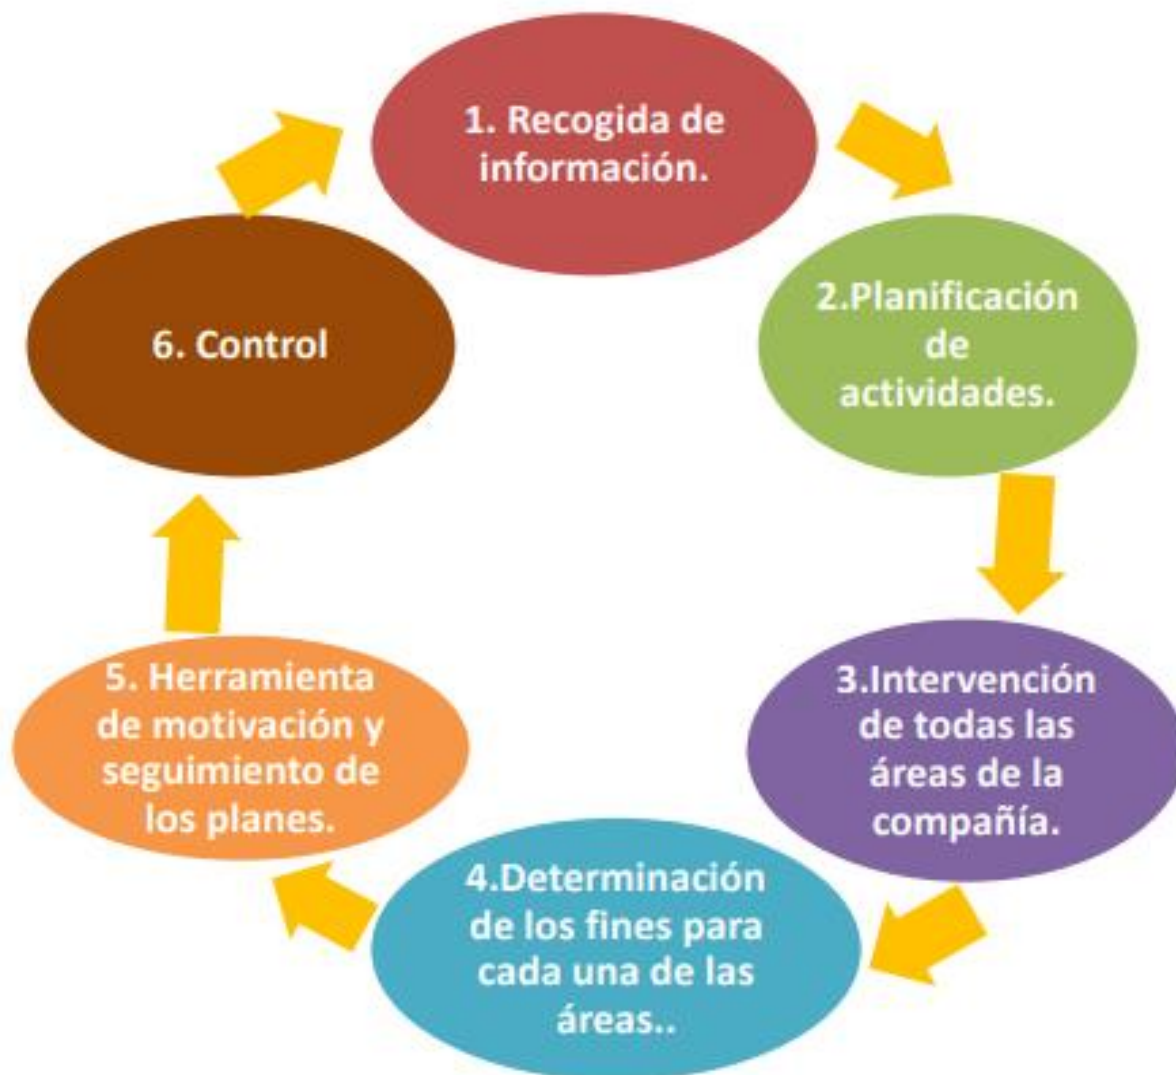 1. Recogida de
información.
2.Planificación
de
actividades.
3.Intervención
de todas las
áreas de la
compañía.
4.Determinación
de los fines para
cada una de las
áreas..
5. Herramienta
de motivación y
seguimiento de
los planes.
6. Control